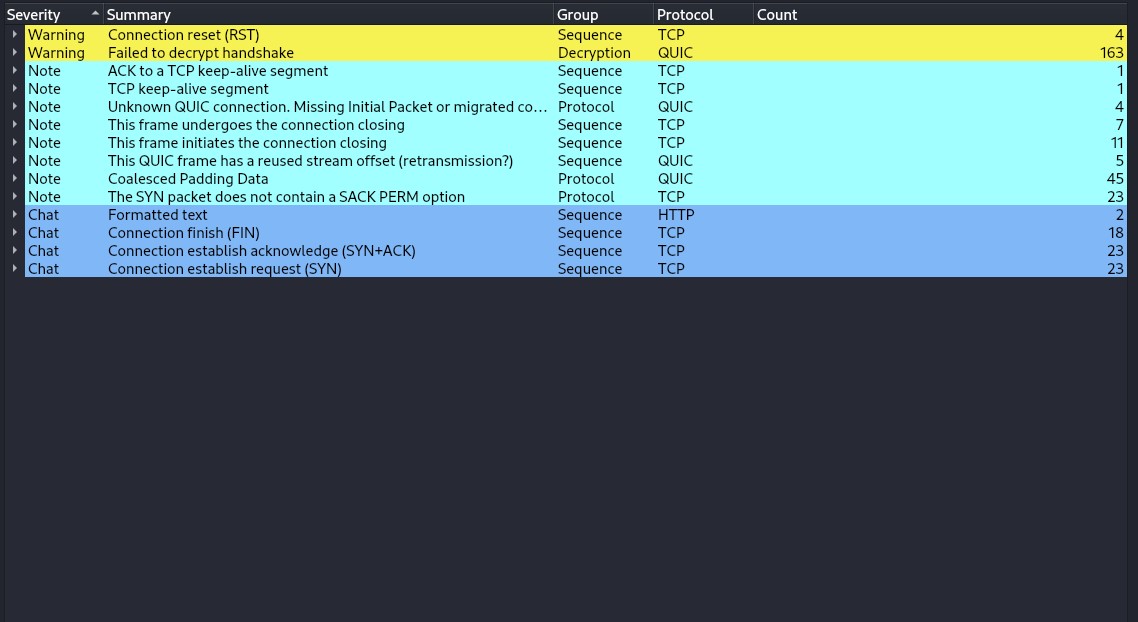 Severity Summary Group Protocol Count
Warning Connection reset (RST) Sequence TCP 4
Warning Failed to decrypt handshake Decryption QUIC 163
Note ACK to a TCP keep-alive segment Sequence TCP 1
Note TCP keep-alive segment Sequence TCP 1
Note Unknown QUIC connection. Missing Initial Packet or migrated co... Protocol QUIC 4
Note This frame undergoes the connection closing Sequence TCP 7
Note This frame initiates the connection closing Sequence TCP 11
Note This QUIC frame has a reused stream offset (retransmission?) Sequence QUIC 5
Note Coalesced Padding Data Protocol QUIC 45
Note The SYN packet does not contain a SACK PERM option Protocol TCP 23
Chat Formatted text Sequence HTTP 2
Chat Connection finish (FIN) Sequence TCP 18
Chat Connection establish acknowledge (SYN+ACK) Sequence TCP 23
Chat Connection establish request (SYN) Sequence TCP 23